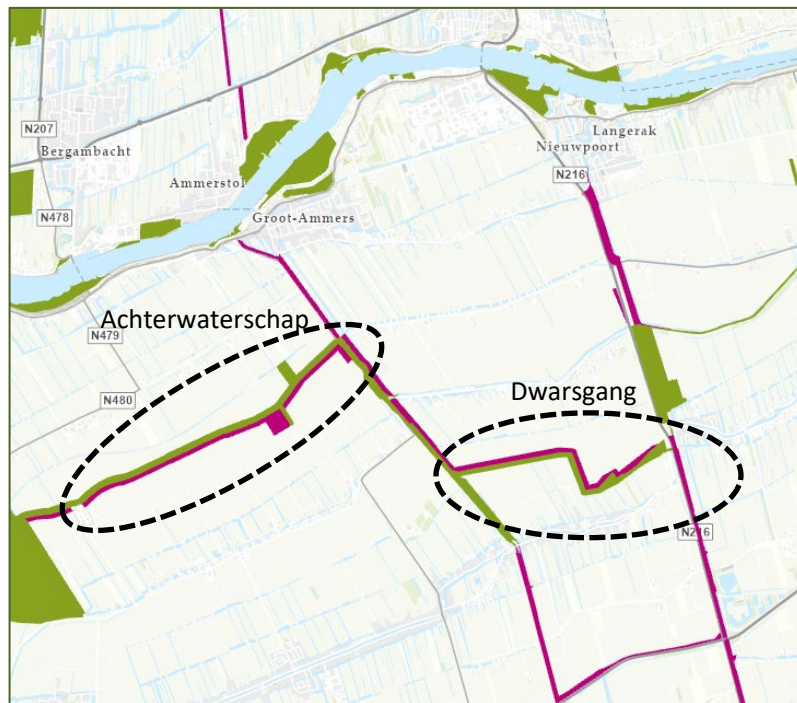 N207
Bergambacht
Langerak
Nieuwpoort
N216
Ammerstol
N478
Groot-Ammers
Achterwaterschap
N479
Dwarsgang
N480
N216